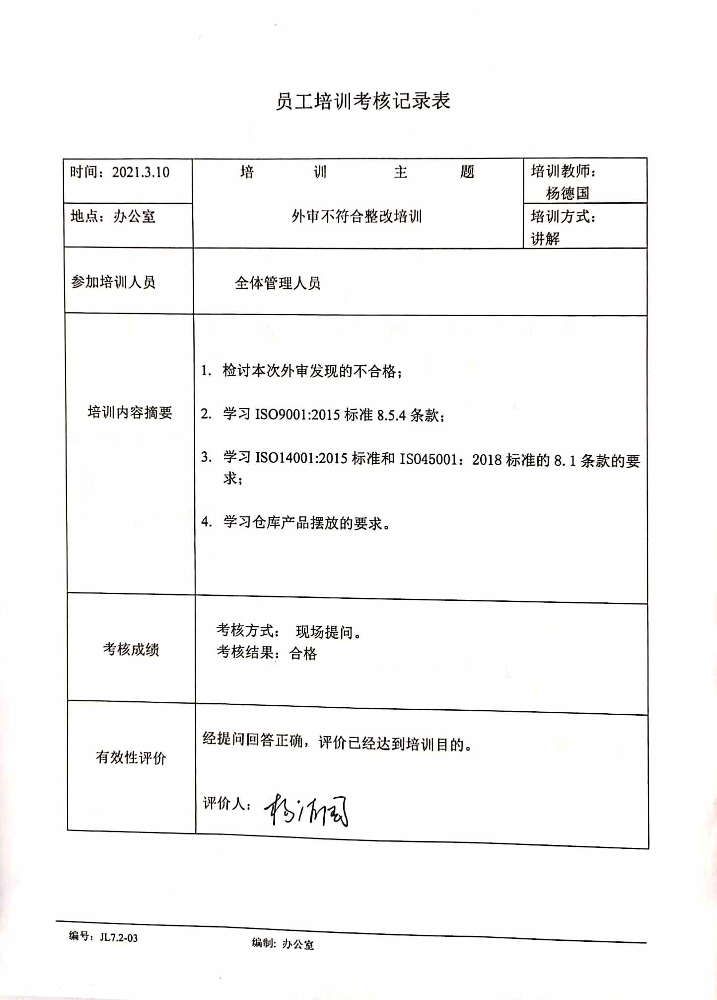 员工培训考核记录表
时间：2021.3.10
培 训 主 题
培训教师：
杨德国
地点：办公室
外审不符合整改培训
培训方式：
讲解
参加培训人员
全体管理人员
培训内容摘要
1. 检讨本次外审发现的不合格；
2. 学习 ISO9001:2015 标准 8.5.4 条款；
3. 学习 ISO14001:2015 标准和 ISO45001：2018 标准的 8.1 条款的要
求；
4. 学习仓库产品摆放的要求。
考核成绩
考核方式： 现场提问。
考核结果：合格
有效性评价
经提问回答正确，评价已经达到培训目的。
评价人：杨德国
编号：JL7.2-03
编制: 办公室